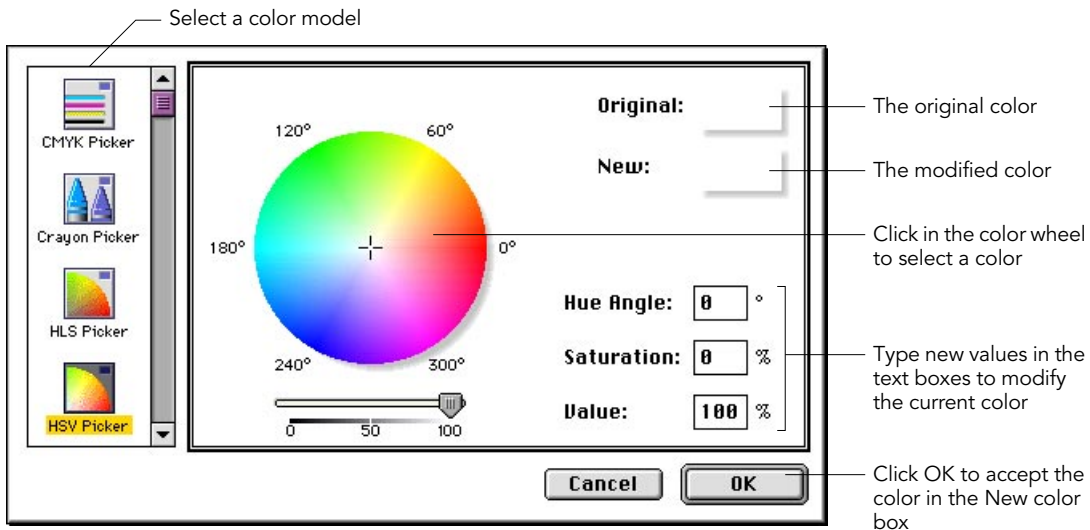 Select a color model
CMYK Picker
Crayon Picker
HLS Picker
HSV Picker
120°
60°
180°
0°
240°
300°
0
50
100
Original:
New:
Hue Angle: 0 °
Saturation: 0 %
Value: 100 %
Cancel
OK
The original color
The modified color
Click in the color wheel
to select a color
Type new values in the
text boxes to modify
the current color
Click OK to accept the
color in the New color
box